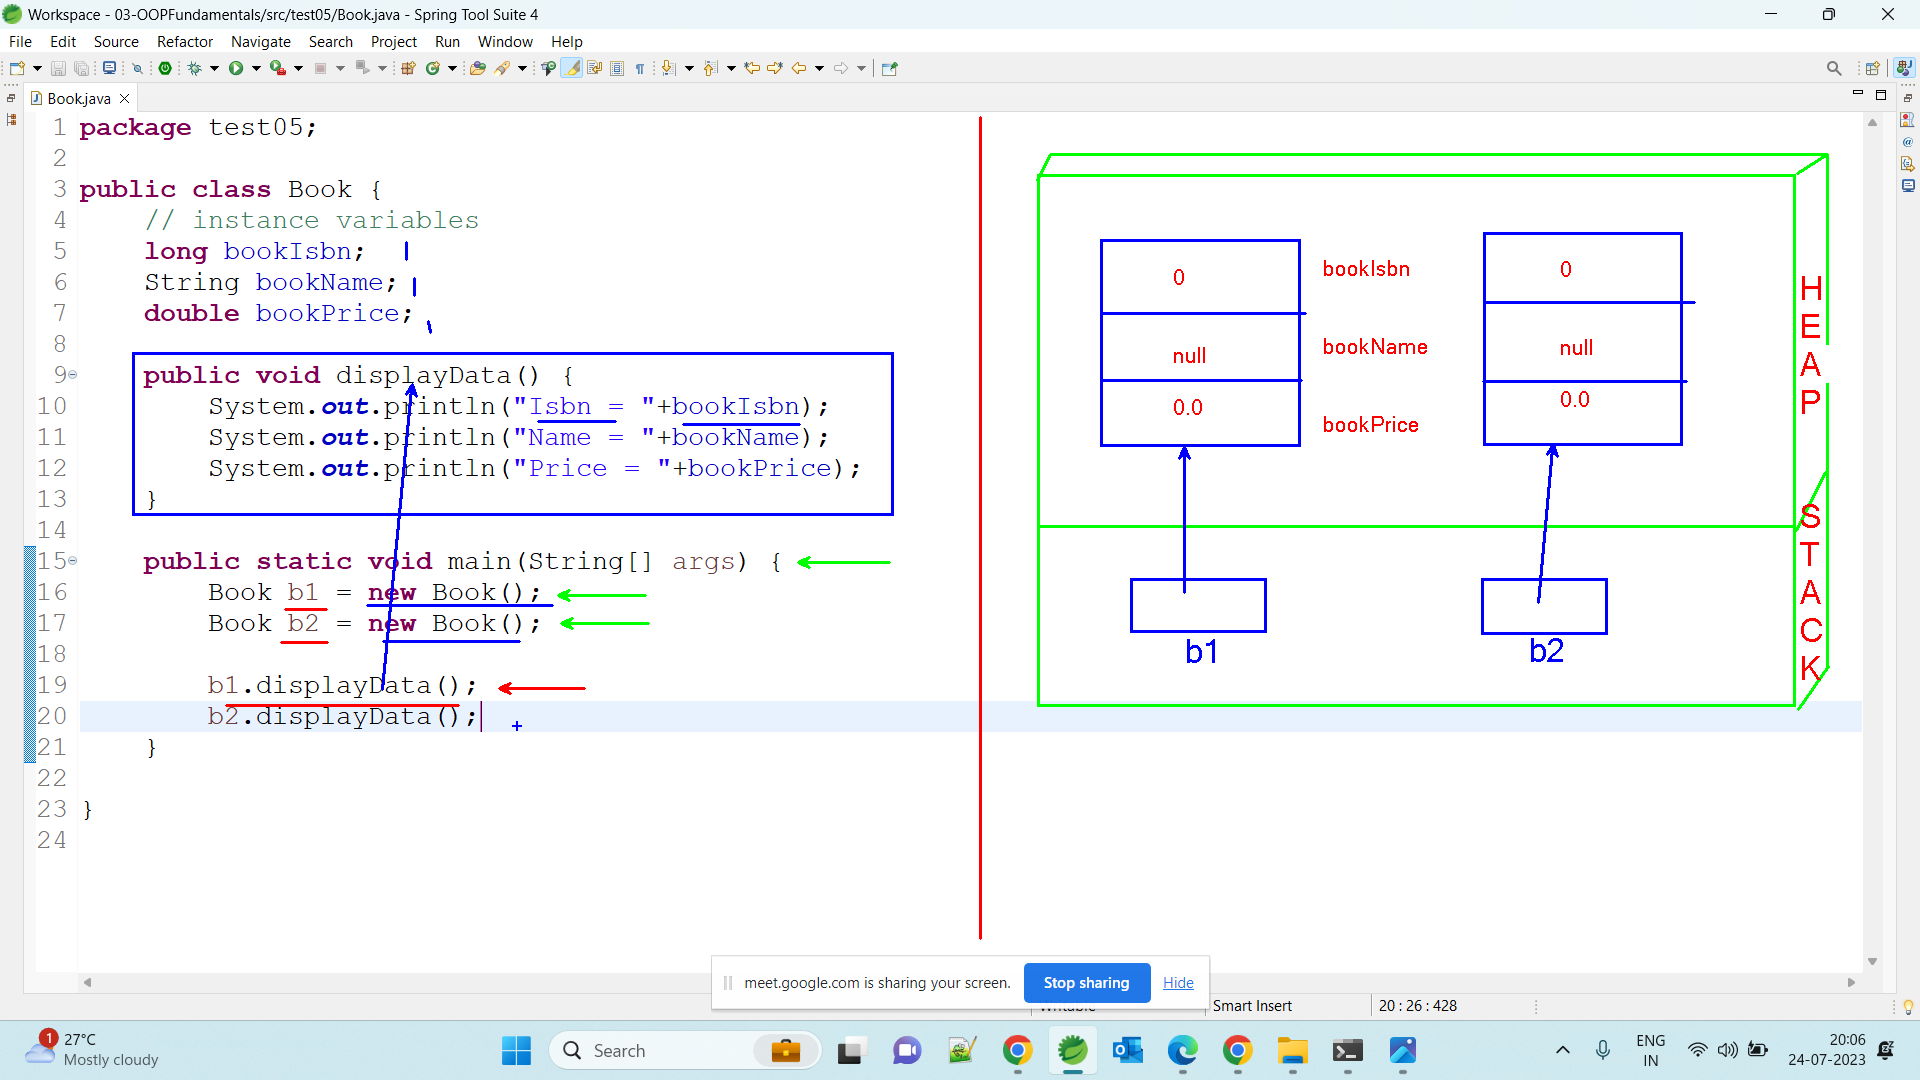 Workspace - 03-OOPFundamentals/src/test05/Book.java - Spring Tool Suite 4
File Edit Source Refactor Navigate Search Project Run Window Help
Book.java
1 package test05;
2
3 public class Book {
4 // instance variables
5 long bookIsbn;
6 String bookName;
7 double bookPrice;
8
9 public void displayData() {
10 System.out.println("Isbn = "+bookIsbn);
11 System.out.println("Name = "+bookName);
12 System.out.println("Price = "+bookPrice);
13 }
14
15 public static void main(String[] args) {
16 Book b1 = new Book();
17 Book b2 = new Book();
18
19 b1.displayData();
20 b2.displayData();
21 }
22
23 }
24
0 bookIsbn 0
null bookName null
0.0 bookPrice 0.0
HEAP
STACK
b1 b2
meet.google.com is sharing your screen. Stop sharing Hide
Writable Smart Insert 20 : 26 : 428
1 27°C
Mostly cloudy
Search
ENG
IN
20:06
24-07-2023